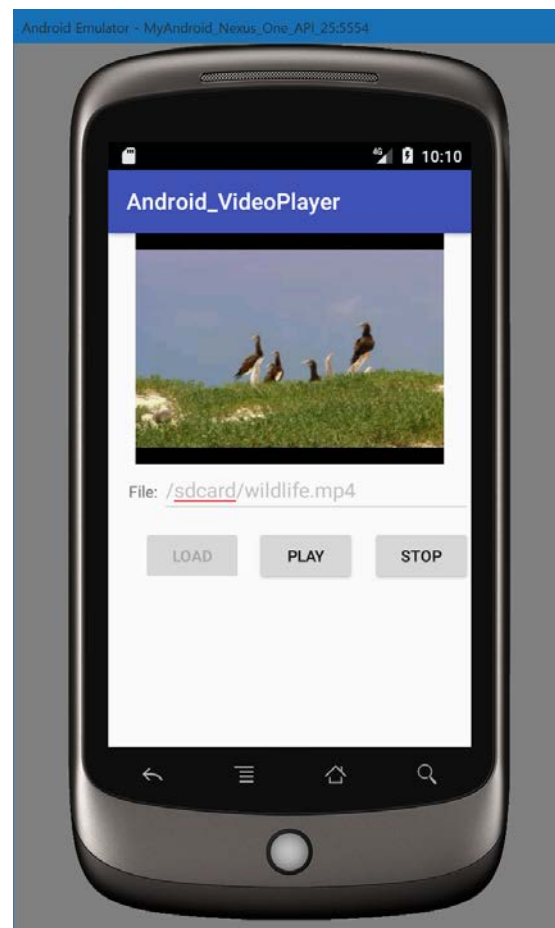 Android Emulator - MyAndroid_Nexus_One_API_25:5554
4G 10:10
Android_VideoPlayer
File: /sdcard/wildlife.mp4
LOAD PLAY STOP